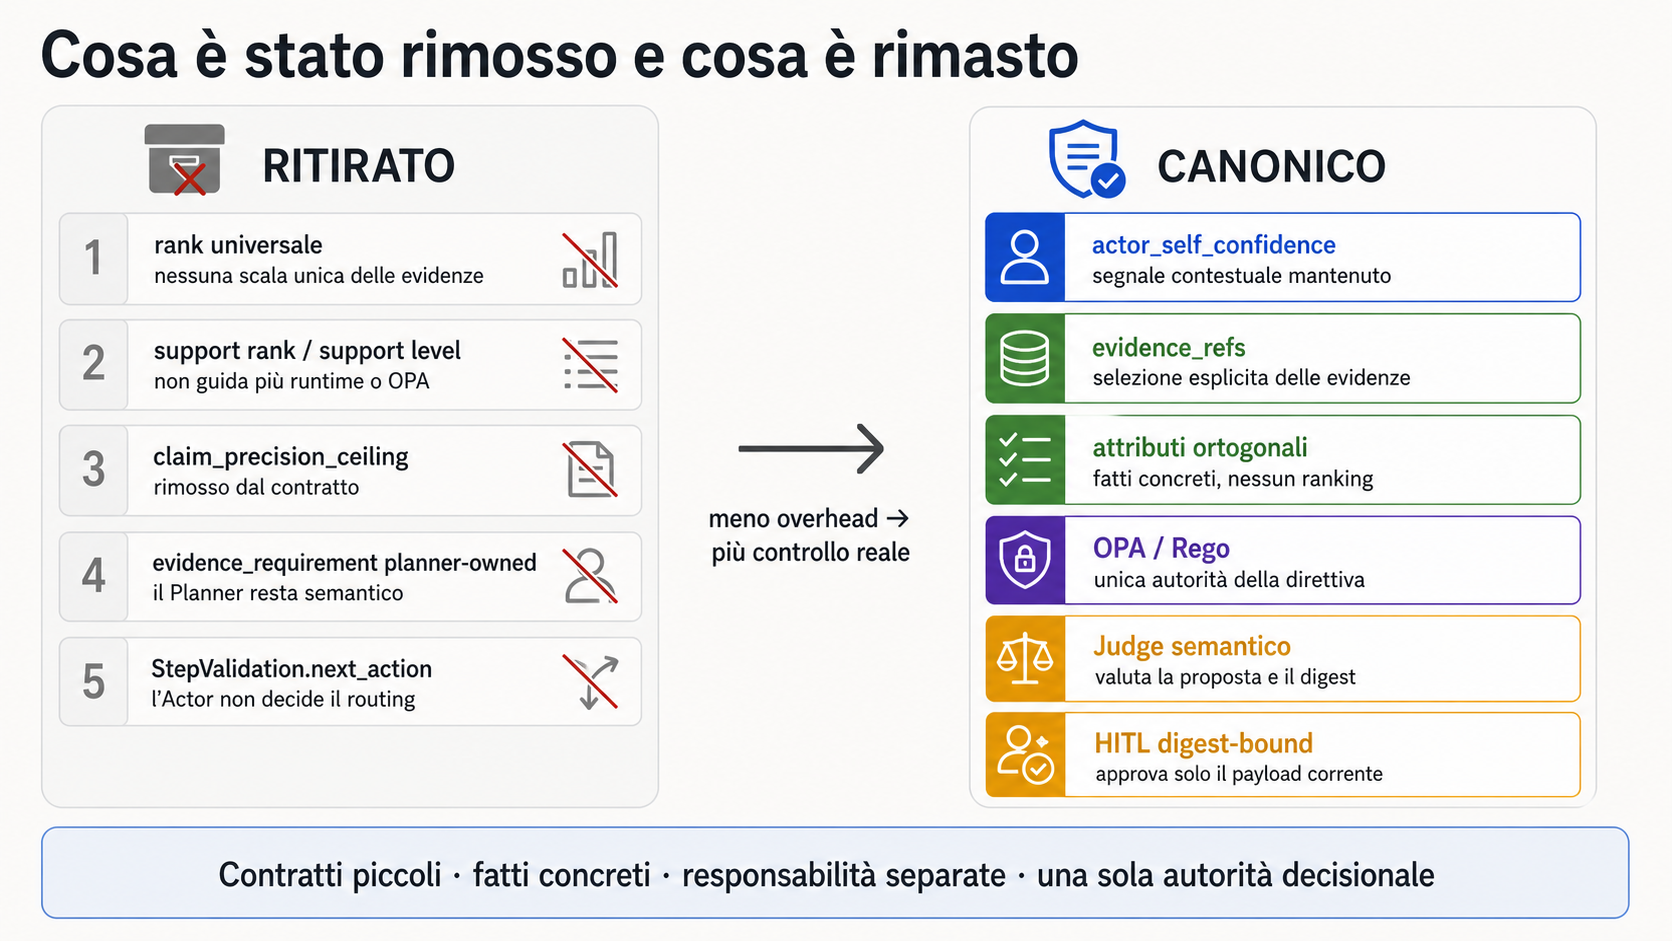 Cosa è stato rimosso e cosa è rimasto
RITIRATO
1
rank universale
nessuna scala unica delle evidenze
2
support rank / support level
non guida più runtime o OPA
3
claim_precision_ceiling
rimosso dal contratto
4
evidence_requirement planner-owned
il Planner resta semantico
5
StepValidation.next_action
l’Actor non decide il routing
meno overhead →
più controllo reale
CANONICO
actor_self_confidence
segnale contestuale mantenuto
evidence_refs
selezione esplicita delle evidenze
attributi ortogonali
fatti concreti, nessun ranking
OPA / Rego
unica autorità della direttiva
Judge semantico
valuta la proposta e il digest
HITL digest-bound
approva solo il payload corrente
Contratti piccoli · fatti concreti · responsabilità separate · una sola autorità decisionale